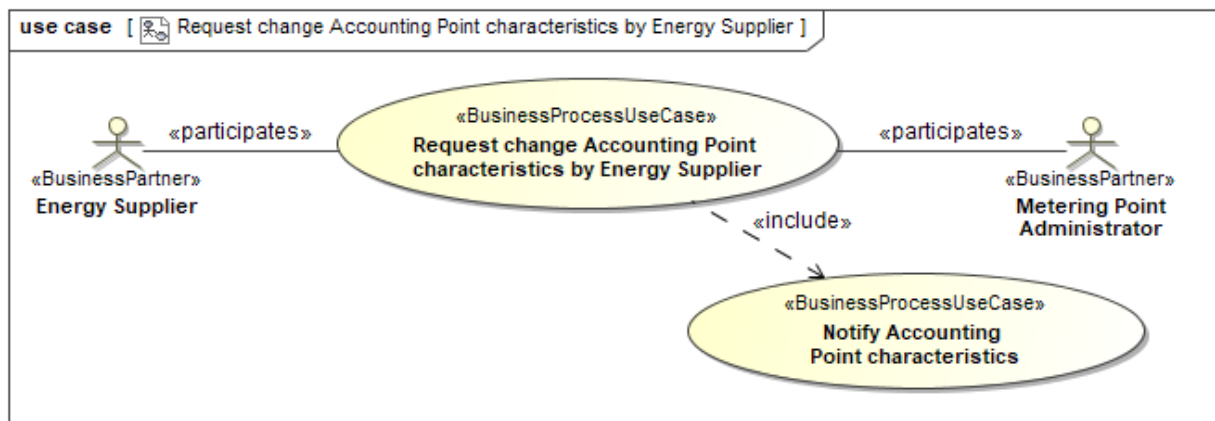 use case [ Request change Accounting Point characteristics by Energy Supplier ]
«BusinessProcessUseCase»
Request change Accounting Point
characteristics by Energy Supplier
«participates»
«participates»
«BusinessPartner»
Energy Supplier
«BusinessPartner»
Metering Point
Administrator
«include»
«BusinessProcessUseCase»
Notify Accounting
Point characteristics